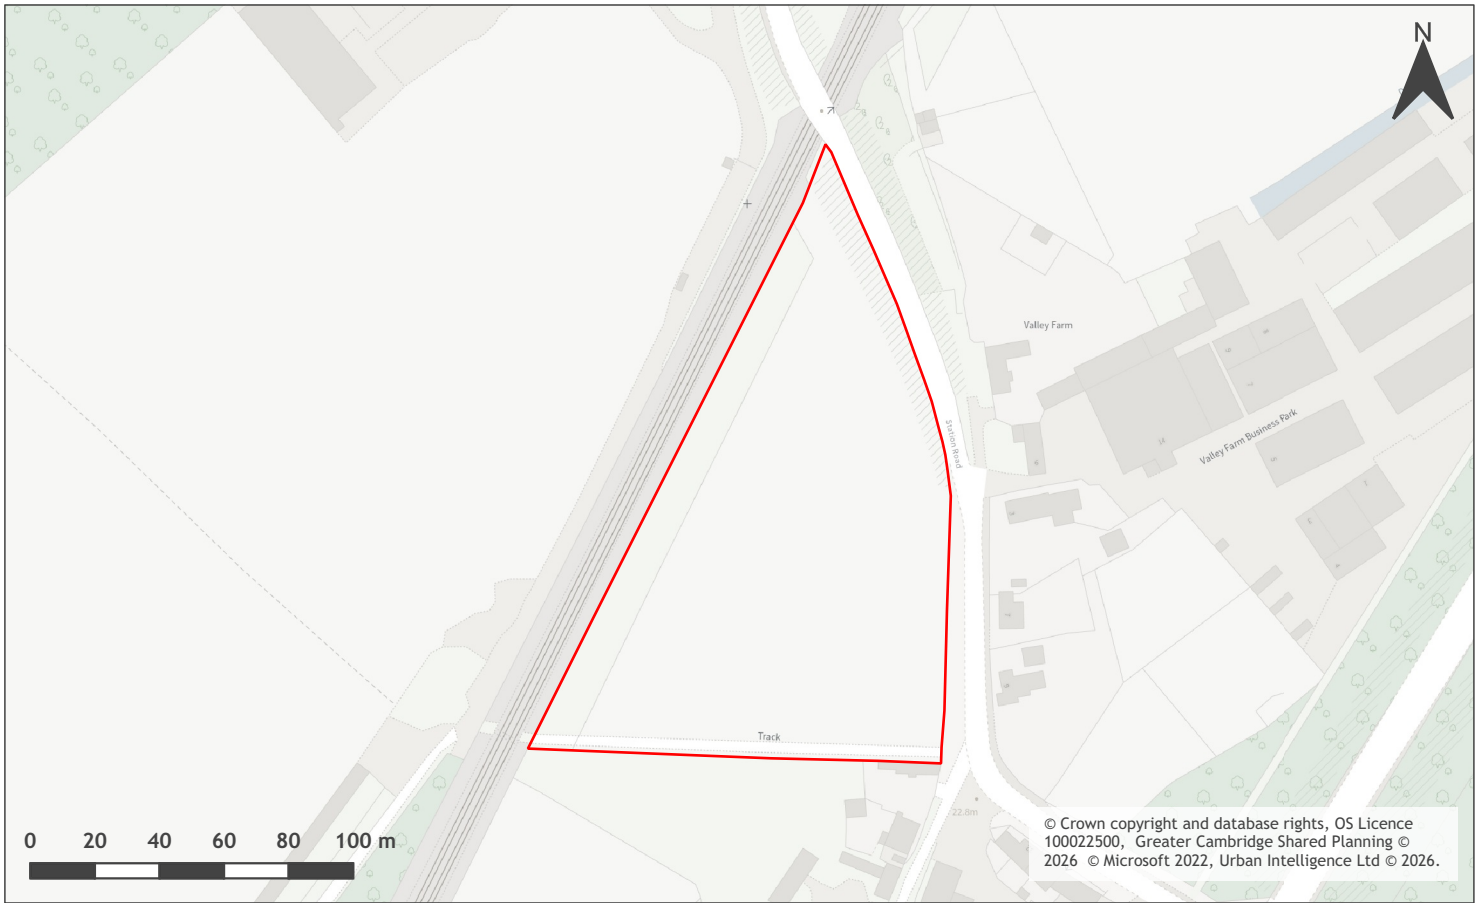 N
Valley Farm
Station Road
Valley Farm Business Park
Track
22.8m
0 20 40 60 80 100 m
© Crown copyright and database rights, OS Licence
100022500, Greater Cambridge Shared Planning ©
2026 © Microsoft 2022, Urban Intelligence Ltd © 2026.